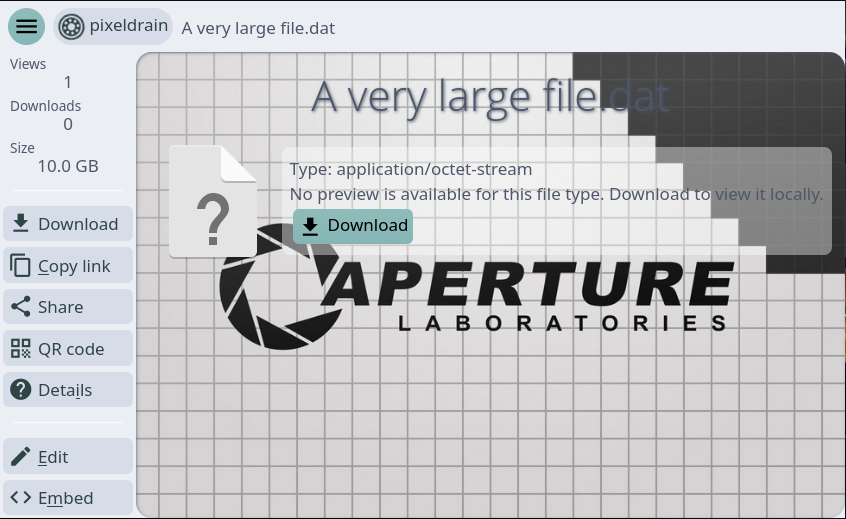 pixeldrain
A very large file.dat
Views
1
Downloads
0
Size
10.0 GB
Download
Copy link
Share
QR code
Details
Edit
Embed
A very large file.dat
?
Type: application/octet-stream
No preview is available for this file type. Download to view it locally.
Download
APERTURE
LABORATORIES